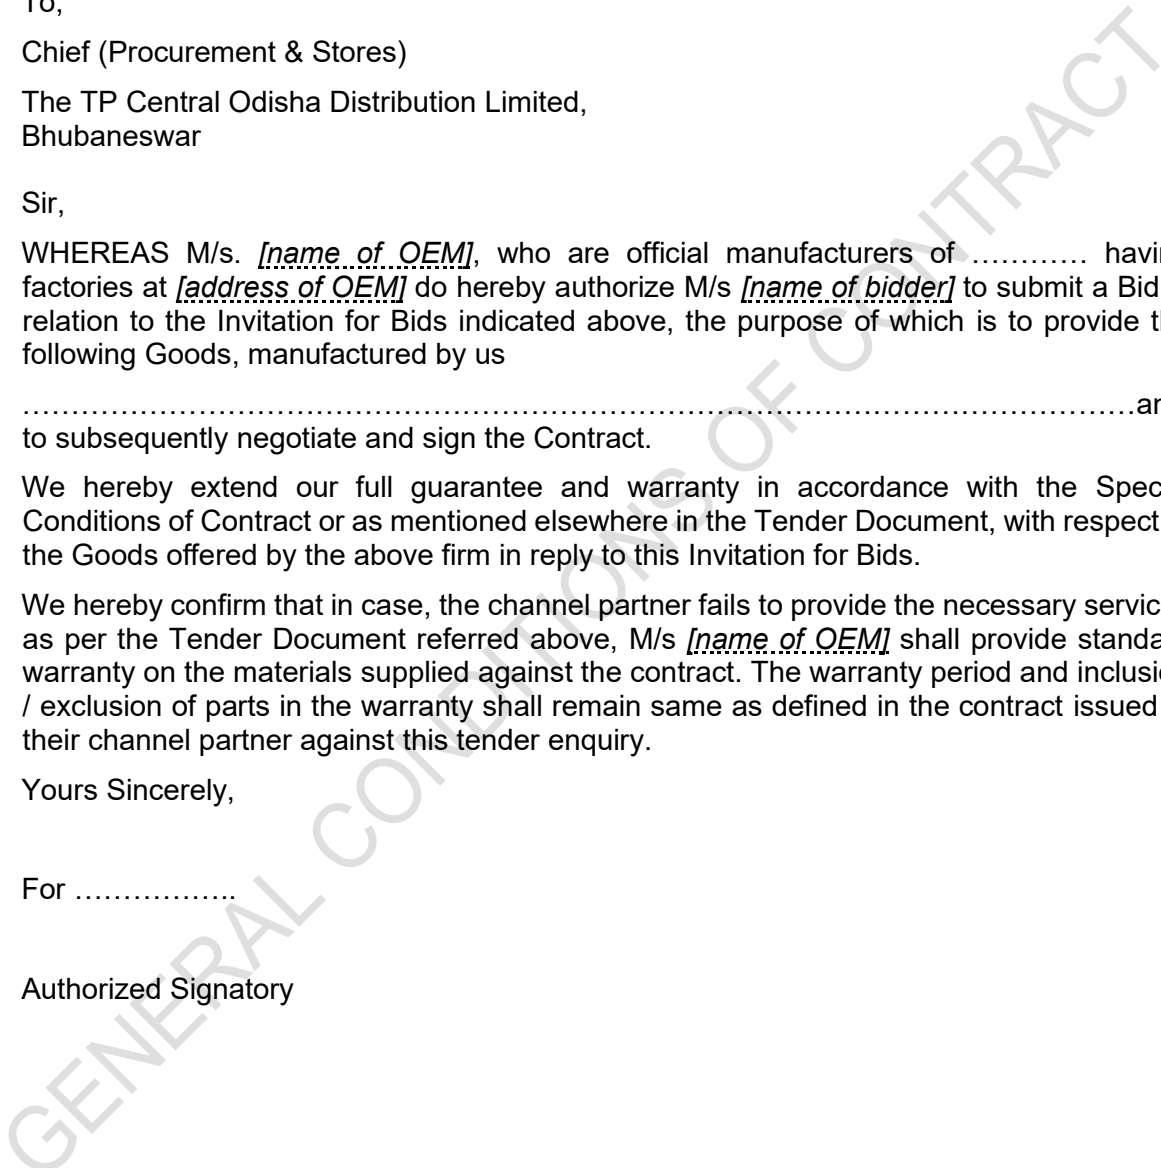 To,
Chief (Procurement & Stores)
The TP Central Odisha Distribution Limited,
Bhubaneswar
Sir,
WHEREAS M/s. [name of OEM], who are official manufacturers of ………… havin
factories at [address of OEM] do hereby authorize M/s [name of bidder] to submit a Bid
relation to the Invitation for Bids indicated above, the purpose of which is to provide th
following Goods, manufactured by us
……………………………………………………………………………………………………an
to subsequently negotiate and sign the Contract.
We hereby extend our full guarantee and warranty in accordance with the Spec
Conditions of Contract or as mentioned elsewhere in the Tender Document, with respect
the Goods offered by the above firm in reply to this Invitation for Bids.
We hereby confirm that in case, the channel partner fails to provide the necessary servic
as per the Tender Document referred above, M/s [name of OEM] shall provide standa
warranty on the materials supplied against the contract. The warranty period and inclusi
/ exclusion of parts in the warranty shall remain same as defined in the contract issued
their channel partner against this tender enquiry.
Yours Sincerely,
For ……………..
Authorized Signatory
GENERAL CONDITIONS OF CONTRACT